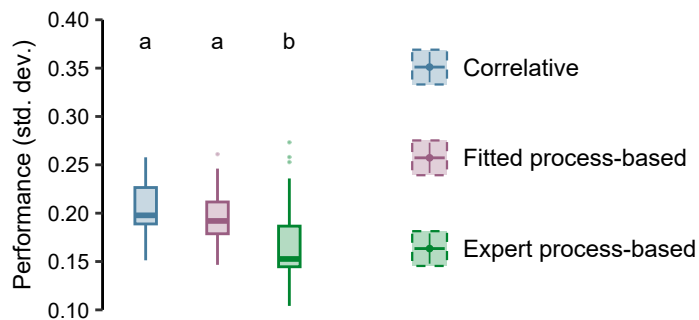 Performance (std. dev.)
0.40
0.35
0.30
0.25
0.20
0.15
0.10
a a b
Correlative
Fitted process-based
Expert process-based